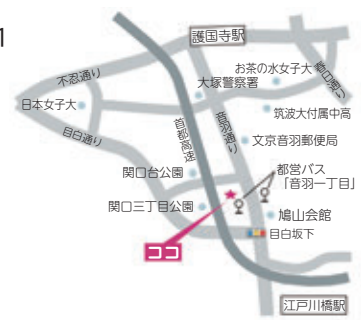 1
護国寺駅
不忍通り
お茶の水女子大
大塚警察署
春日通り
日本女子大
筑波大付属中高
音羽通り
首都高速
目白通り
文京音羽郵便局
関口台公園
都営バス
「音羽一丁目」
関口三丁目公園
鳩山会館
目白坂下
ココ
江戸川橋駅